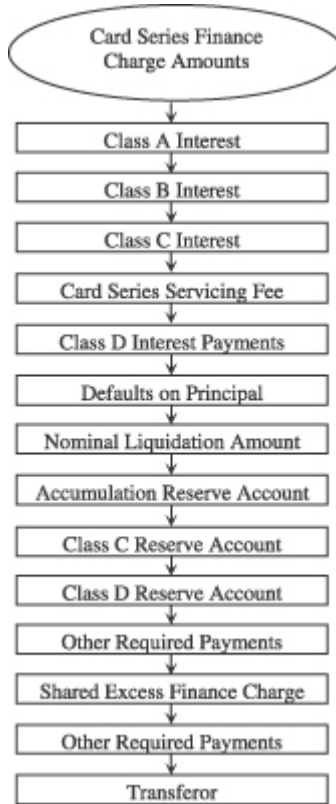 Card Series Finance
Charge Amounts
Class A Interest
Class B Interest
Class C Interest
Card Series Servicing Fee
Class D Interest Payments
Defaults on Principal
Nominal Liquidation Amount
Accumulation Reserve Account
Class C Reserve Account
Class D Reserve Account
Other Required Payments
Shared Excess Finance Charge
Other Required Payments
Transferor